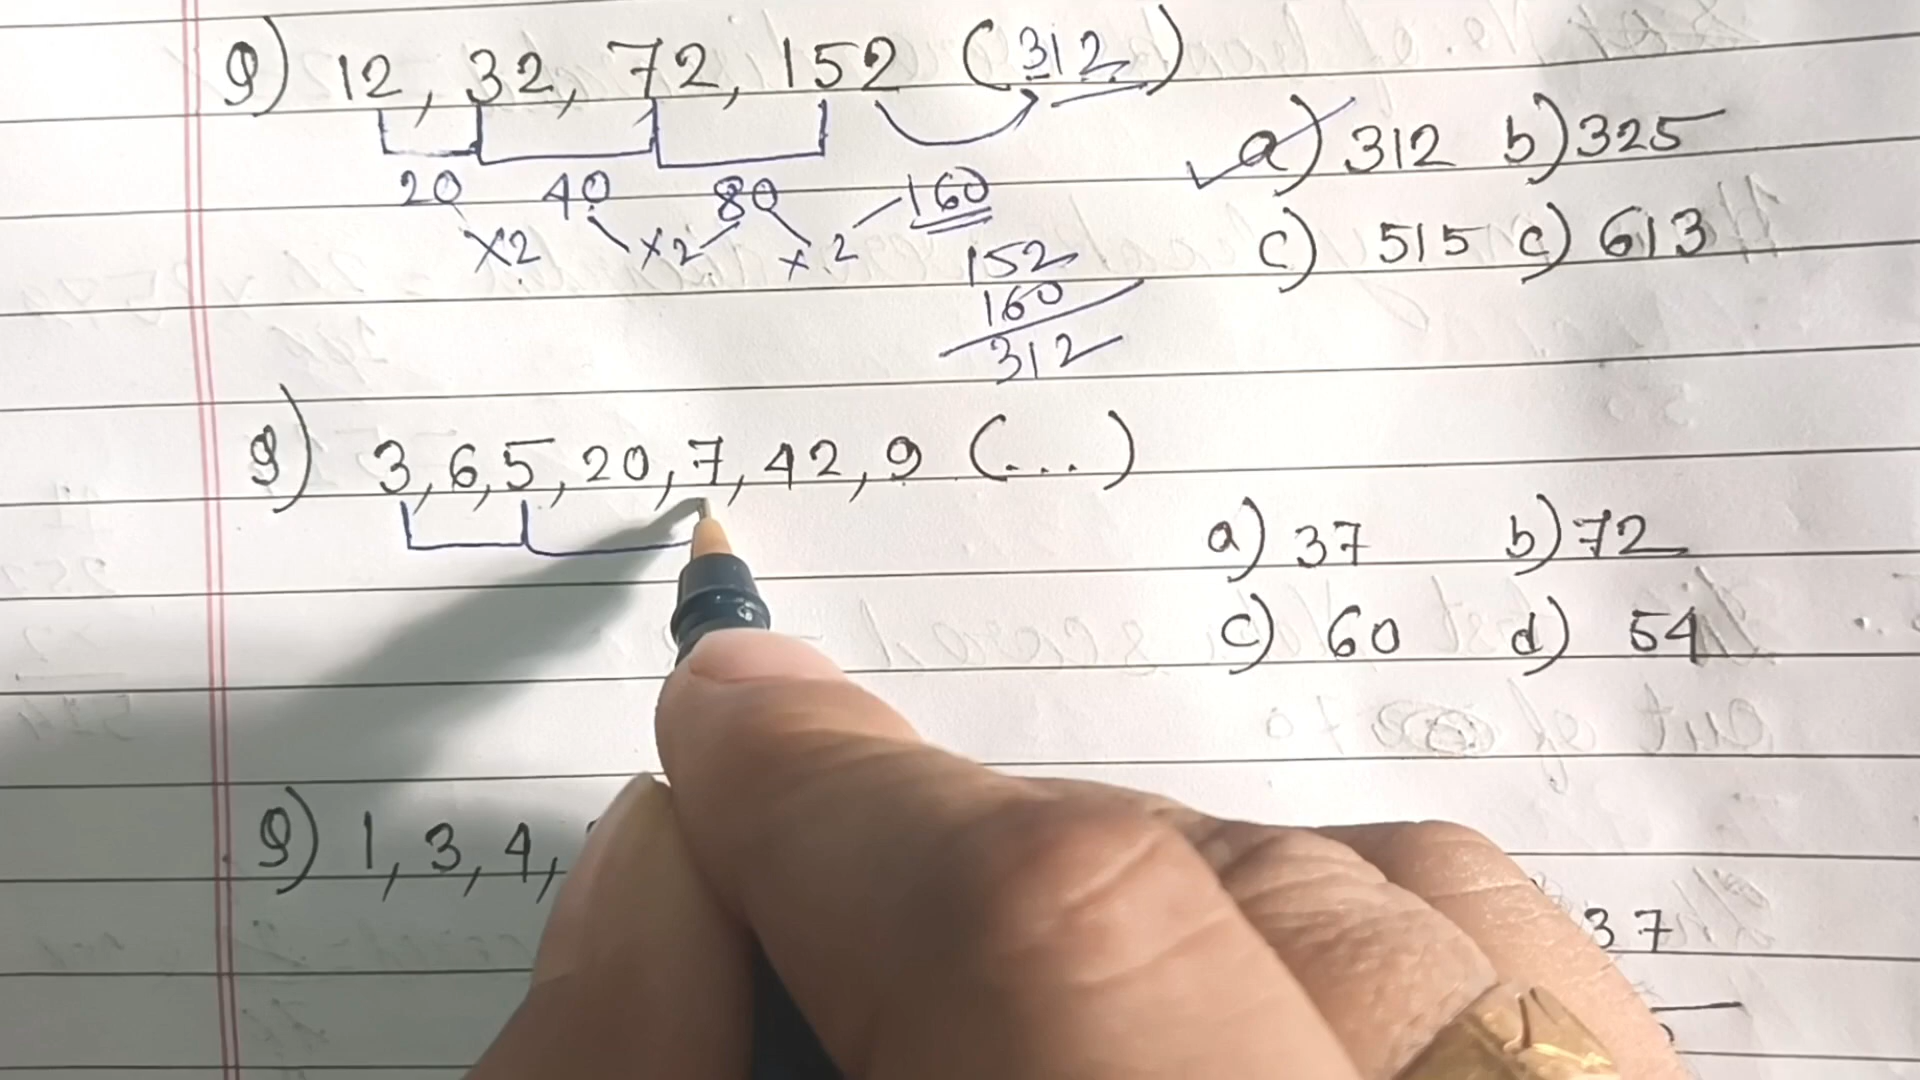 Q) 12, 32, 72, 152 (312)
20 40 80 160
×2 ×2 ×2
152
160
312
a) 312 b) 325
c) 515 c) 613
Q) 3, 6, 5, 20, 7, 42, 9 (...)
a) 37 b) 72
c) 60 d) 54
Q) 1, 3, 4,
37